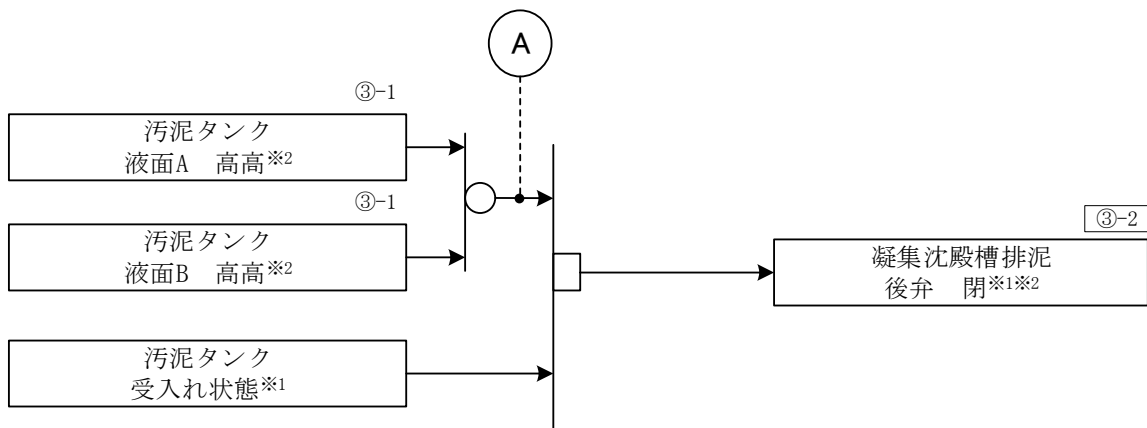 A
③-1
汚泥タンク
液面A 高高※2
③-1
汚泥タンク
液面B 高高※2
③-2
凝集沈殿槽排泥
後弁 閉※1※2
汚泥タンク
受入れ状態※1